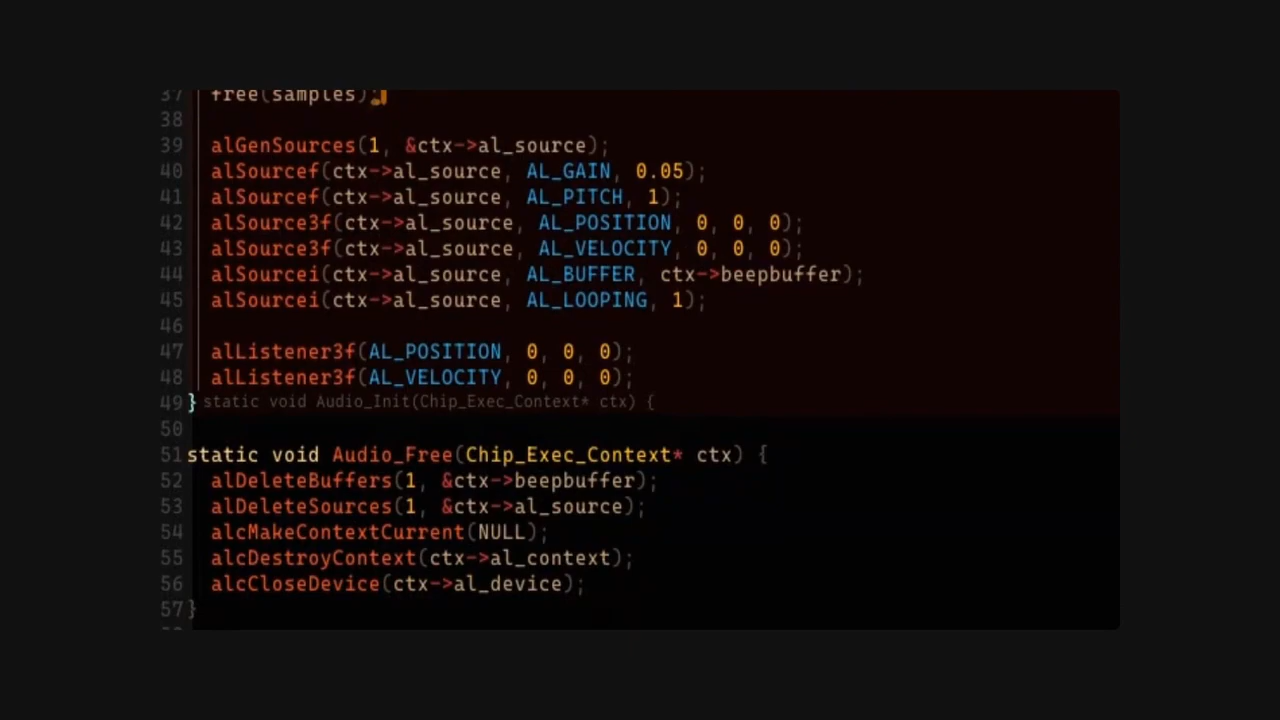 37 free(samples);
38
39 alGenSources(1, &ctx->al_source);
40 alSourcef(ctx->al_source, AL_GAIN, 0.05);
41 alSourcef(ctx->al_source, AL_PITCH, 1);
42 alSource3f(ctx->al_source, AL_POSITION, 0, 0, 0);
43 alSource3f(ctx->al_source, AL_VELOCITY, 0, 0, 0);
44 alSourcei(ctx->al_source, AL_BUFFER, ctx->beepbuffer);
45 alSourcei(ctx->al_source, AL_LOOPING, 1);
46
47 alListener3f(AL_POSITION, 0, 0, 0);
48 alListener3f(AL_VELOCITY, 0, 0, 0);
49 } static void Audio_Init(Chip_Exec_Context* ctx) {
50
51 static void Audio_Free(Chip_Exec_Context* ctx) {
52 alDeleteBuffers(1, &ctx->beepbuffer);
53 alDeleteSources(1, &ctx->al_source);
54 alcMakeContextCurrent(NULL);
55 alcDestroyContext(ctx->al_context);
56 alcCloseDevice(ctx->al_device);
57 }